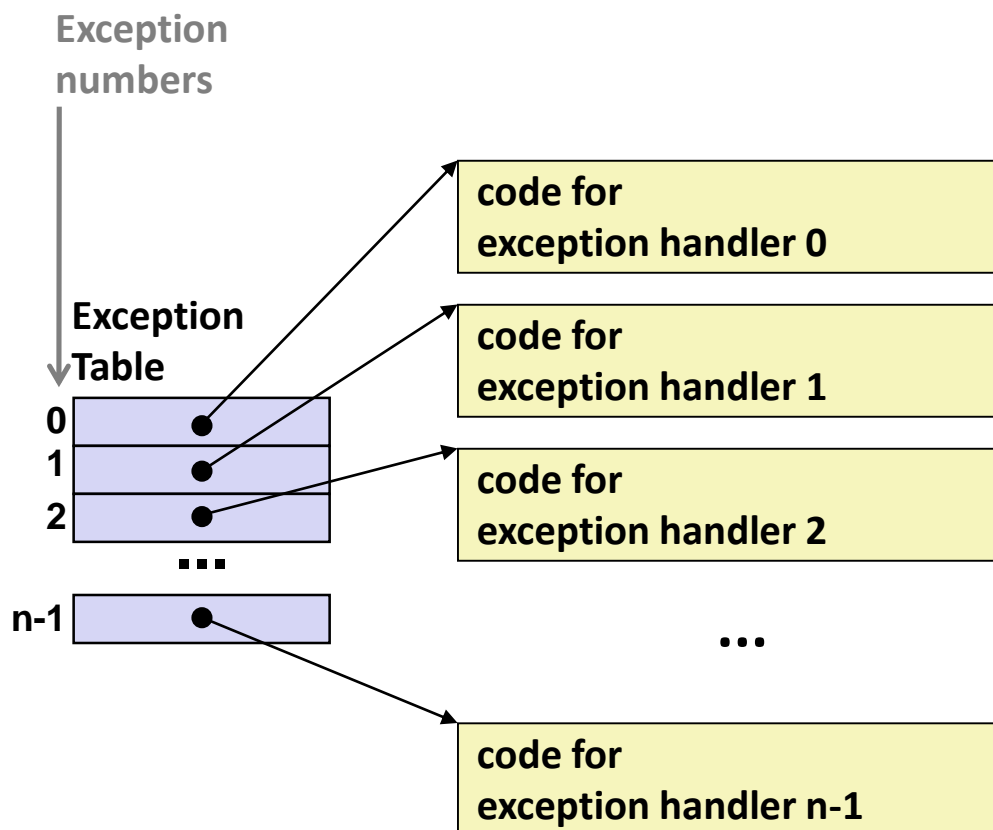 Exception
numbers
code for
exception handler 0
Exception
Table
code for
exception handler 1
0
1
2
...
code for
exception handler 2
n-1
...
code for
exception handler n-1